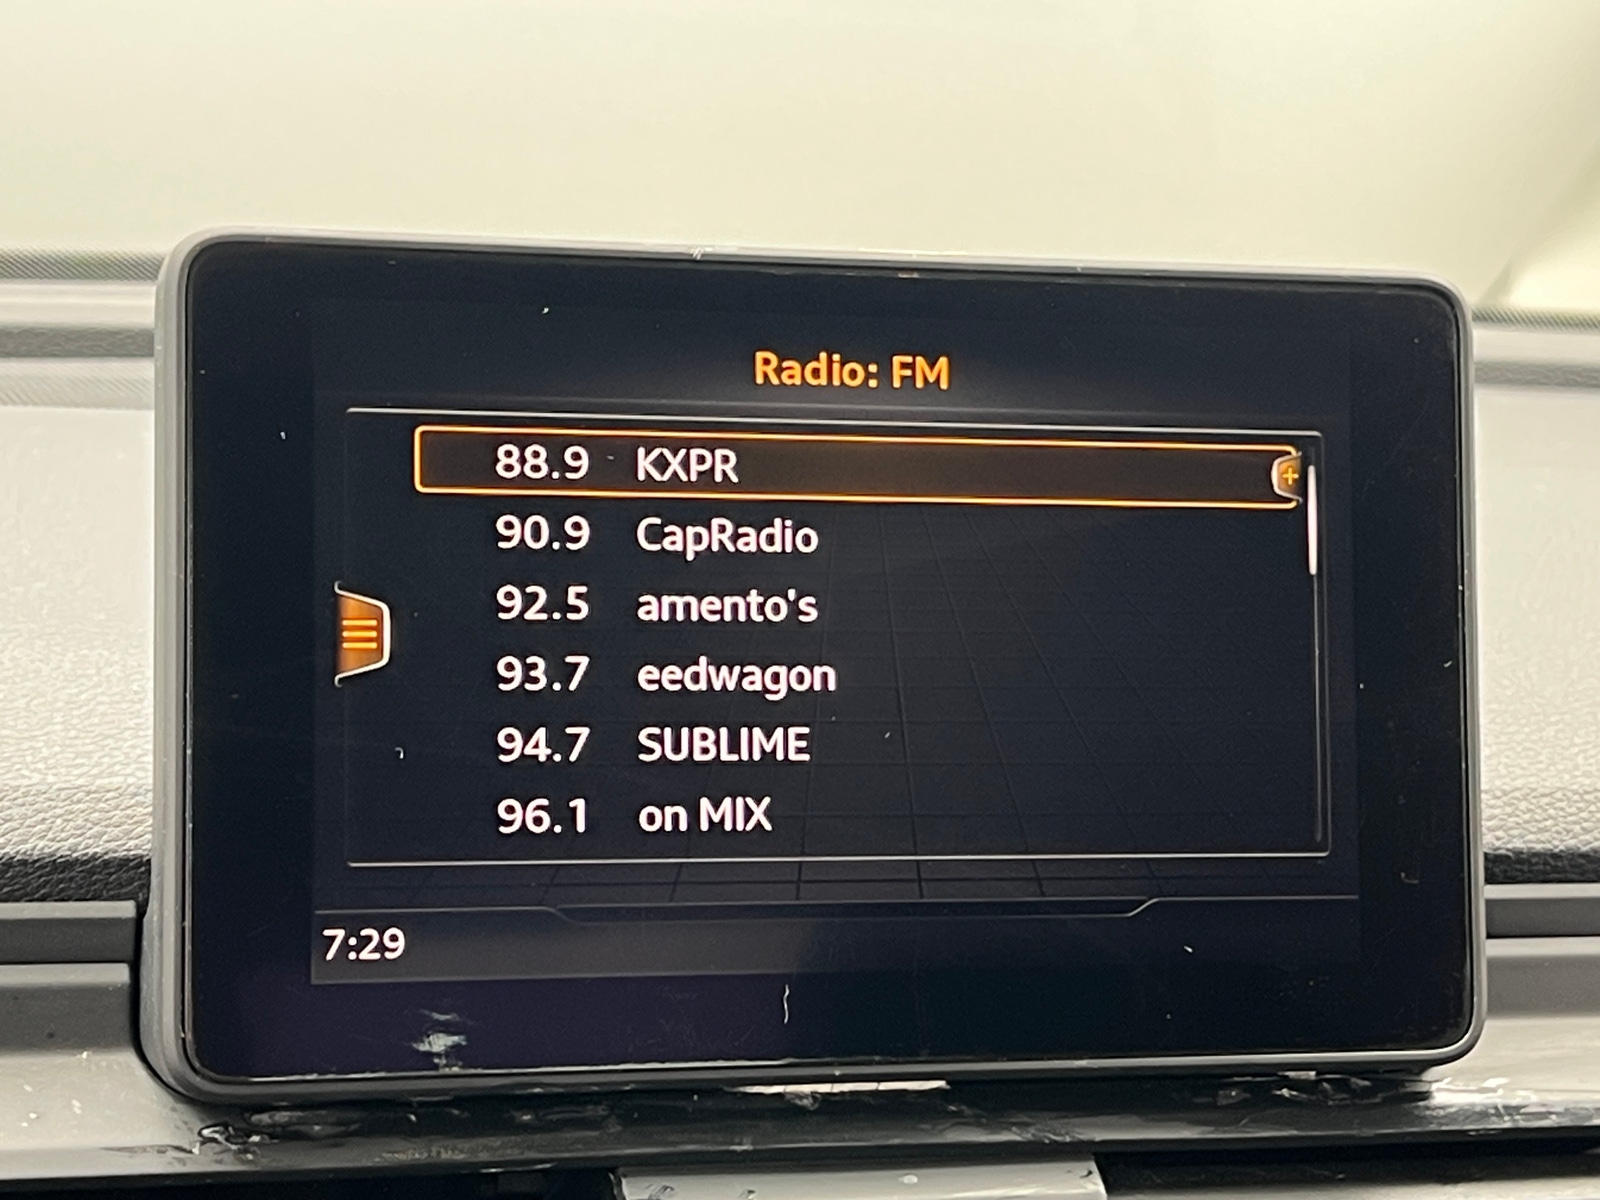 Radio: FM
88.9 KXPR
90.9 CapRadio
92.5 amento's
93.7 eedwagon
94.7 SUBLIME
96.1 on MIX
7:29